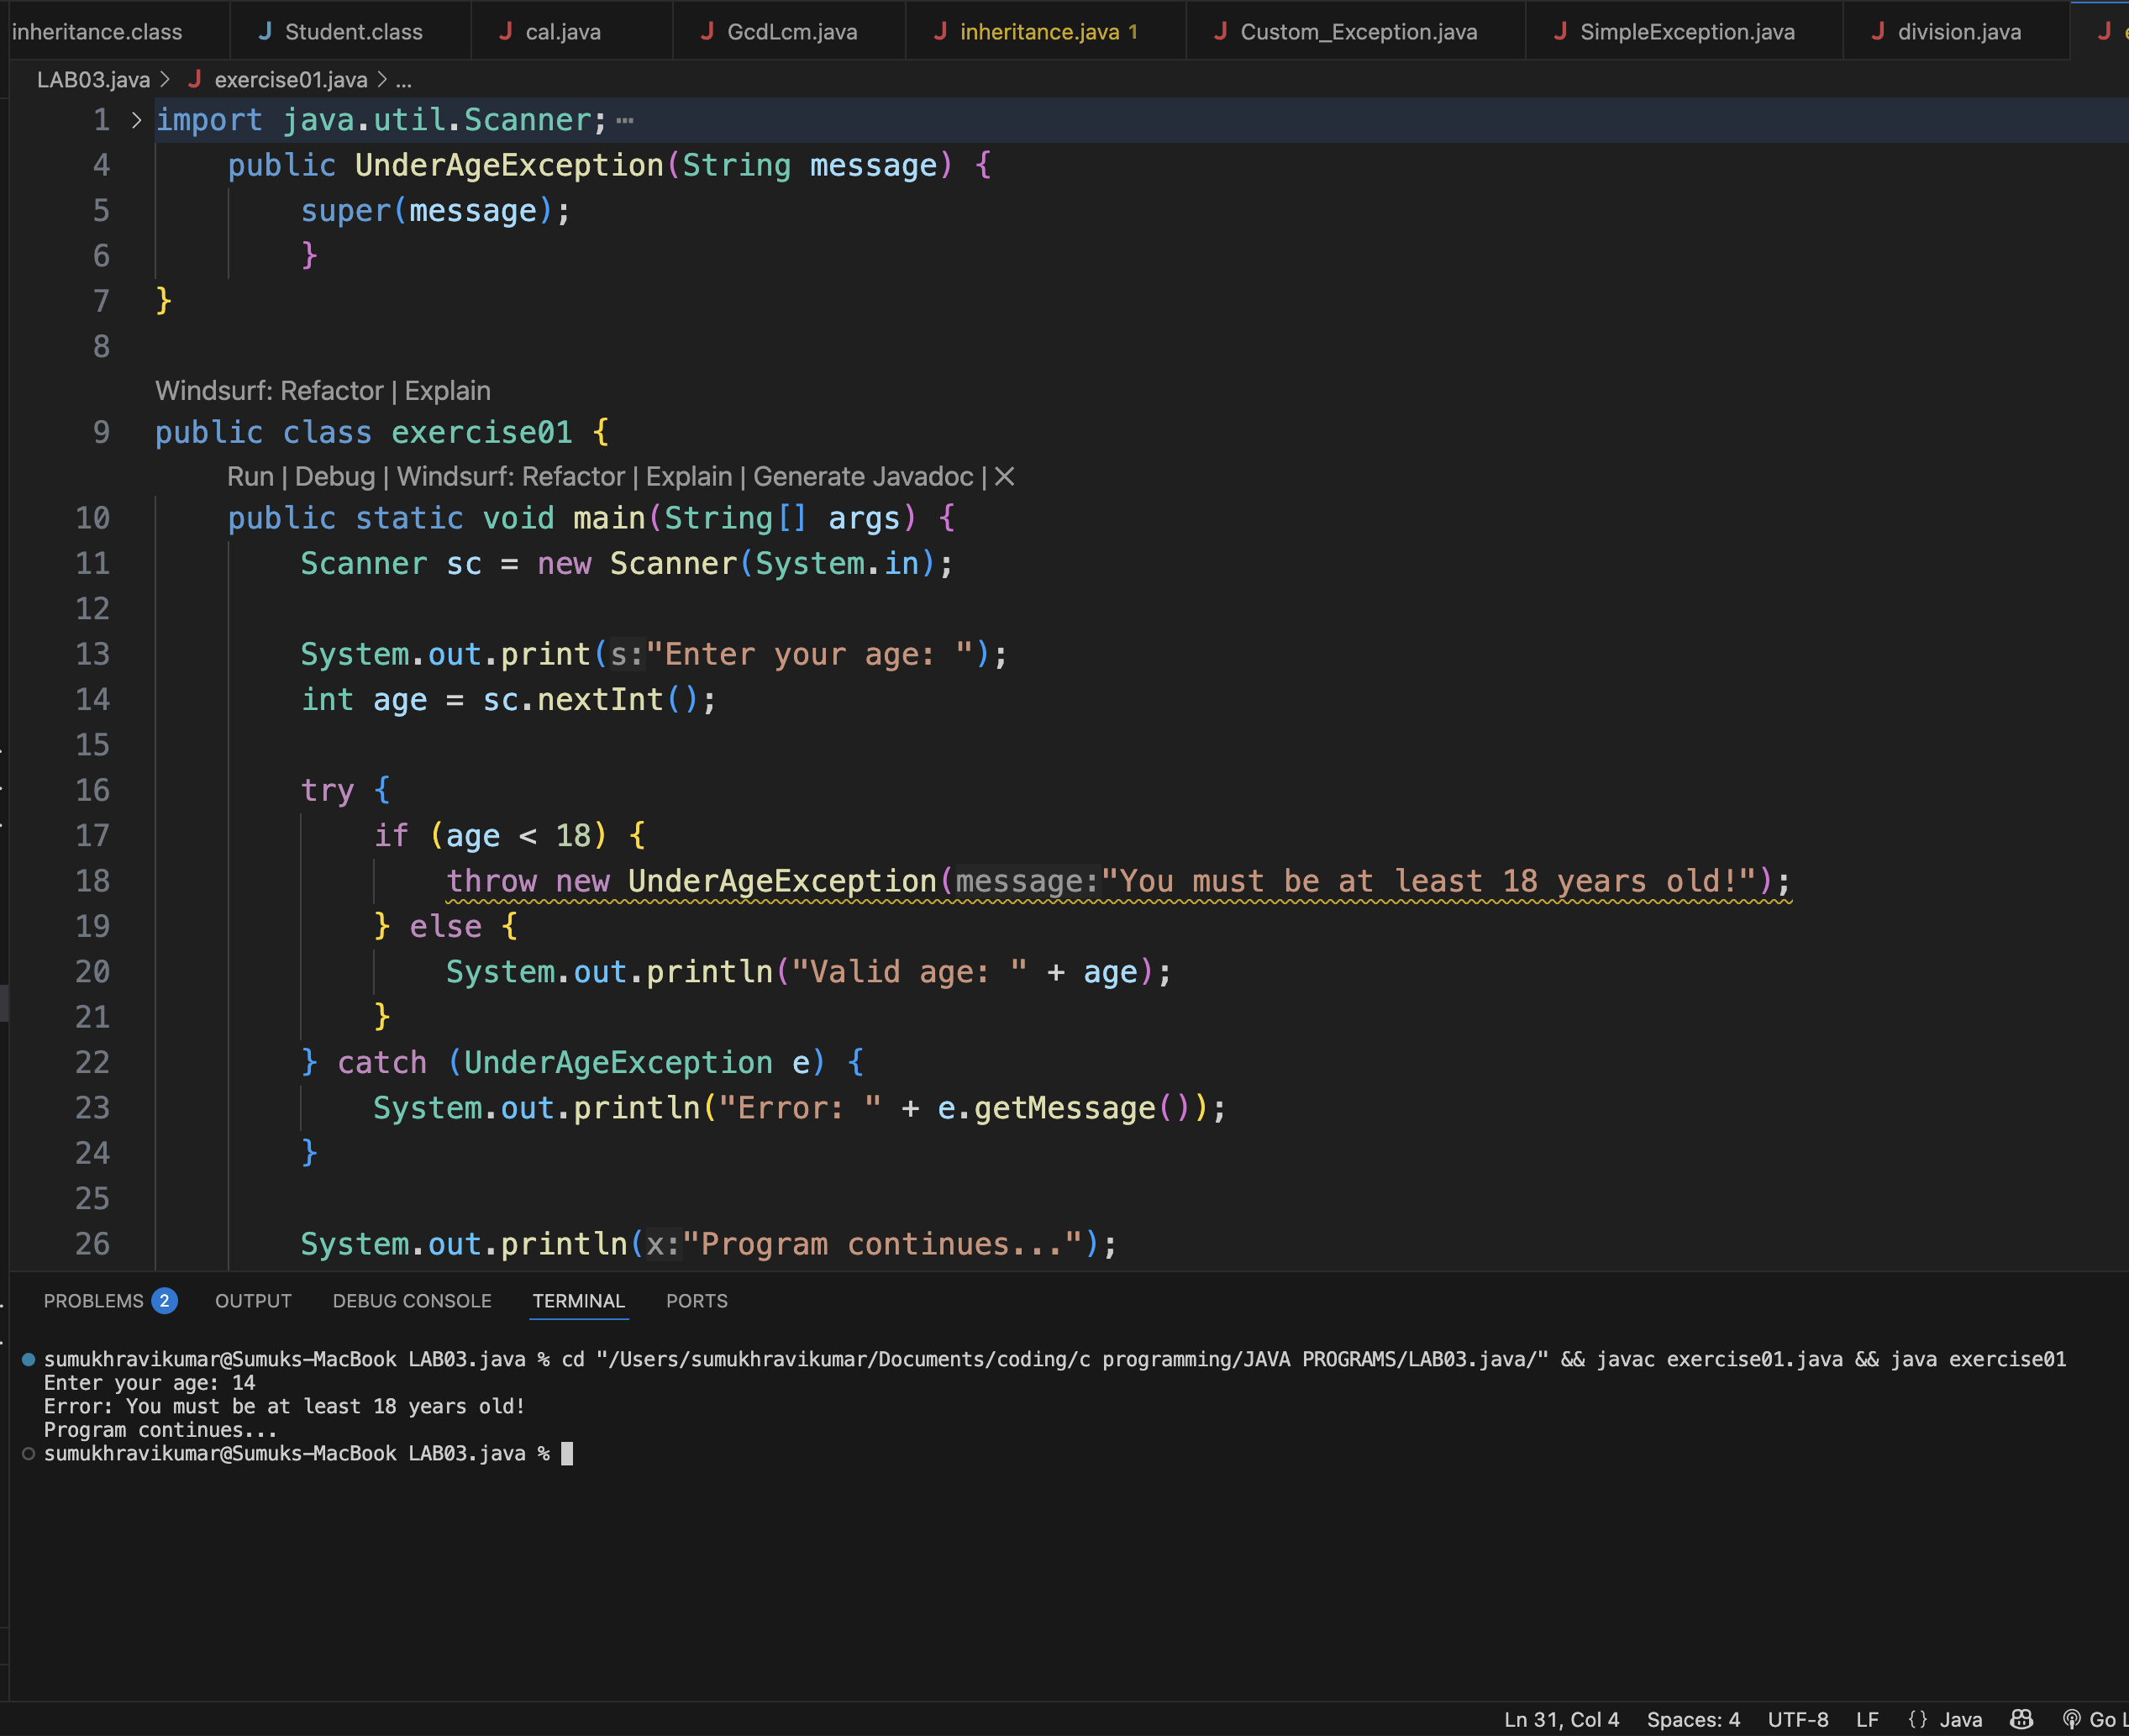 inheritance.class J Student.class J cal.java J GcdLcm.java J inheritance.java 1 J Custom_Exception.java J SimpleException.java J division.java J
LAB03.java > J exercise01.java > ...
1 > import java.util.Scanner; ⋯
4 public UnderAgeException(String message) {
5 super(message);
6 }
7 }
8
Windsurf: Refactor | Explain
9 public class exercise01 {
Run | Debug | Windsurf: Refactor | Explain | Generate Javadoc | ×
10 public static void main(String[] args) {
11 Scanner sc = new Scanner(System.in);
12
13 System.out.print(s:"Enter your age: ");
14 int age = sc.nextInt();
15
16 try {
17 if (age < 18) {
18 throw new UnderAgeException(message:"You must be at least 18 years old!");
19 } else {
20 System.out.println("Valid age: " + age);
21 }
22 } catch (UnderAgeException e) {
23 System.out.println("Error: " + e.getMessage());
24 }
25
26 System.out.println(x:"Program continues...");
PROBLEMS 2 OUTPUT DEBUG CONSOLE TERMINAL PORTS
sumukhravikumar@Sumuks-MacBook LAB03.java % cd "/Users/sumukhravikumar/Documents/coding/c programming/JAVA PROGRAMS/LAB03.java/" && javac exercise01.java && java exercise01
Enter your age: 14
Error: You must be at least 18 years old!
Program continues...
sumukhravikumar@Sumuks-MacBook LAB03.java %
Ln 31, Col 4 Spaces: 4 UTF-8 LF {} Java Go